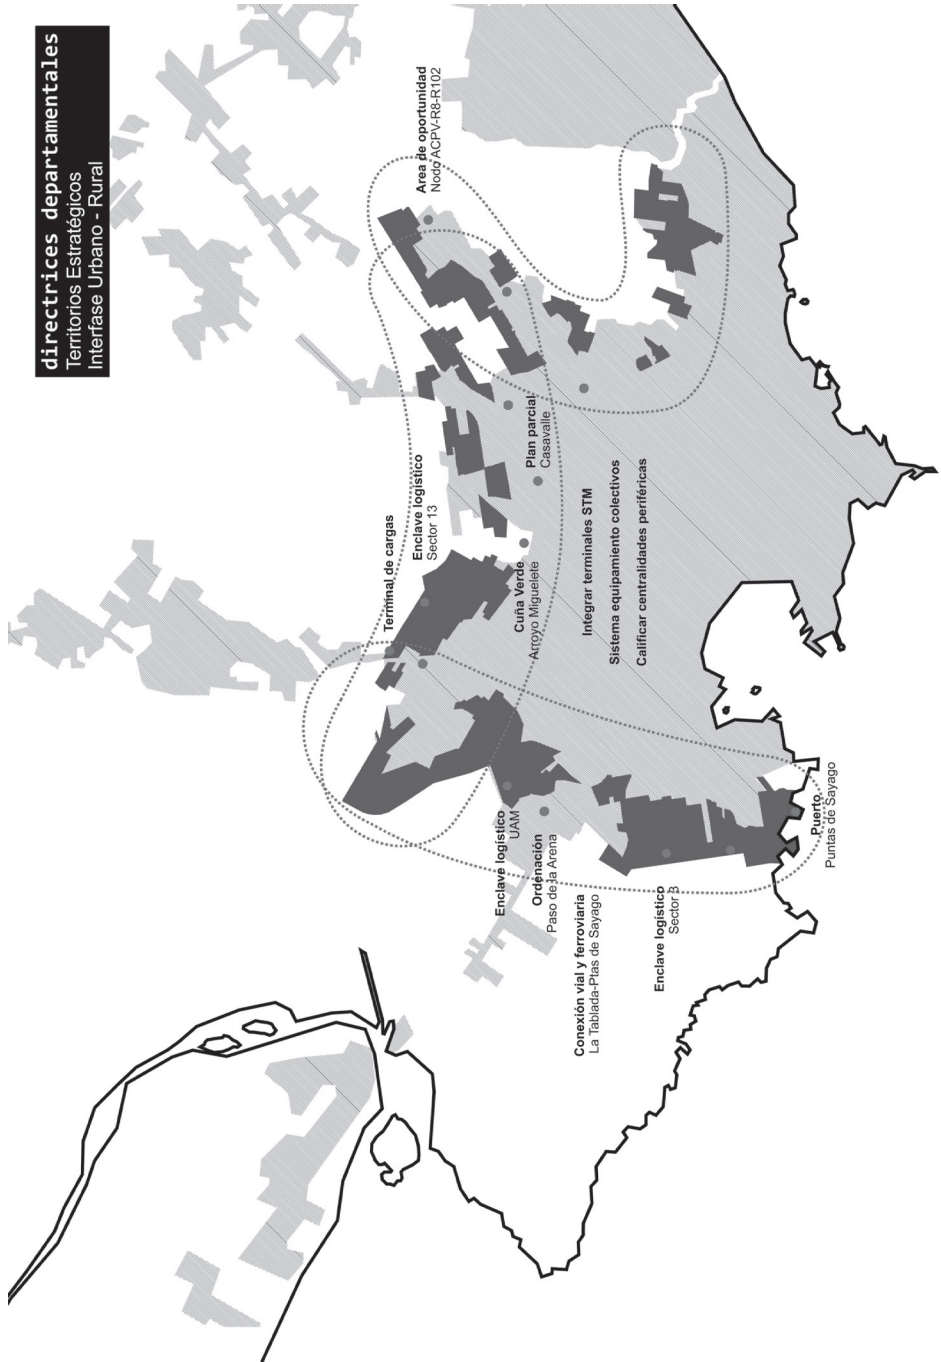 directrices departamentales
Territorios Estratégicos
Interfase Urbano - Rural
Area de oportunidad
Nodo ACPV-R8-R102
Plan parcial
Casavalle
Enclave logístico
Sector 13
Terminal de cargas
Cuña Verde
Arroyo Miguelete
Integrar terminales STM
Sistema equipamiento colectivos
Calificar centralidades periféricas
Enclave logístico
UAM
Ordenación
Paso de la Arena
Conexión vial y ferroviaria
La Tablada-Ptas de Sayago
Enclave logístico
Sector 3
Puerto
Puntas de Sayago